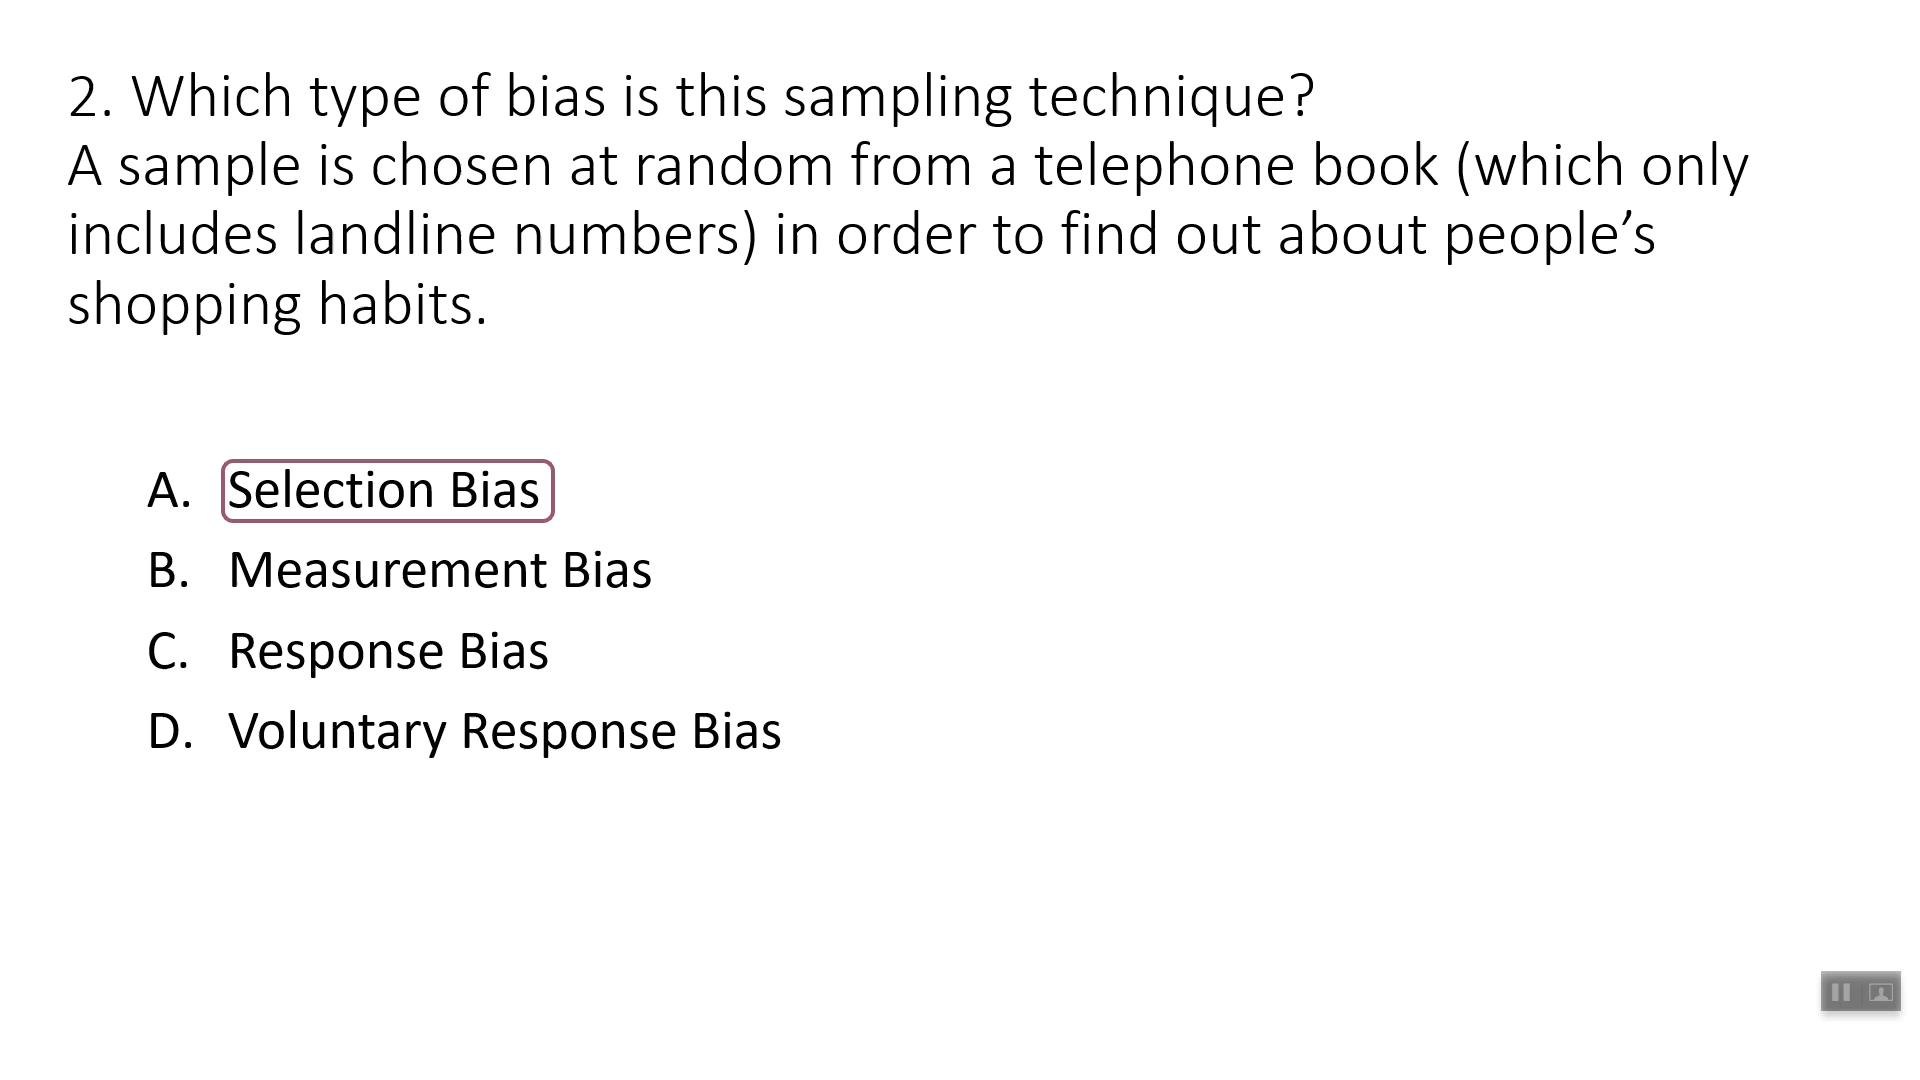 2. Which type of bias is this sampling technique?
A sample is chosen at random from a telephone book (which only
includes landline numbers) in order to find out about people’s
shopping habits.
A. Selection Bias
B. Measurement Bias
C. Response Bias
D. Voluntary Response Bias